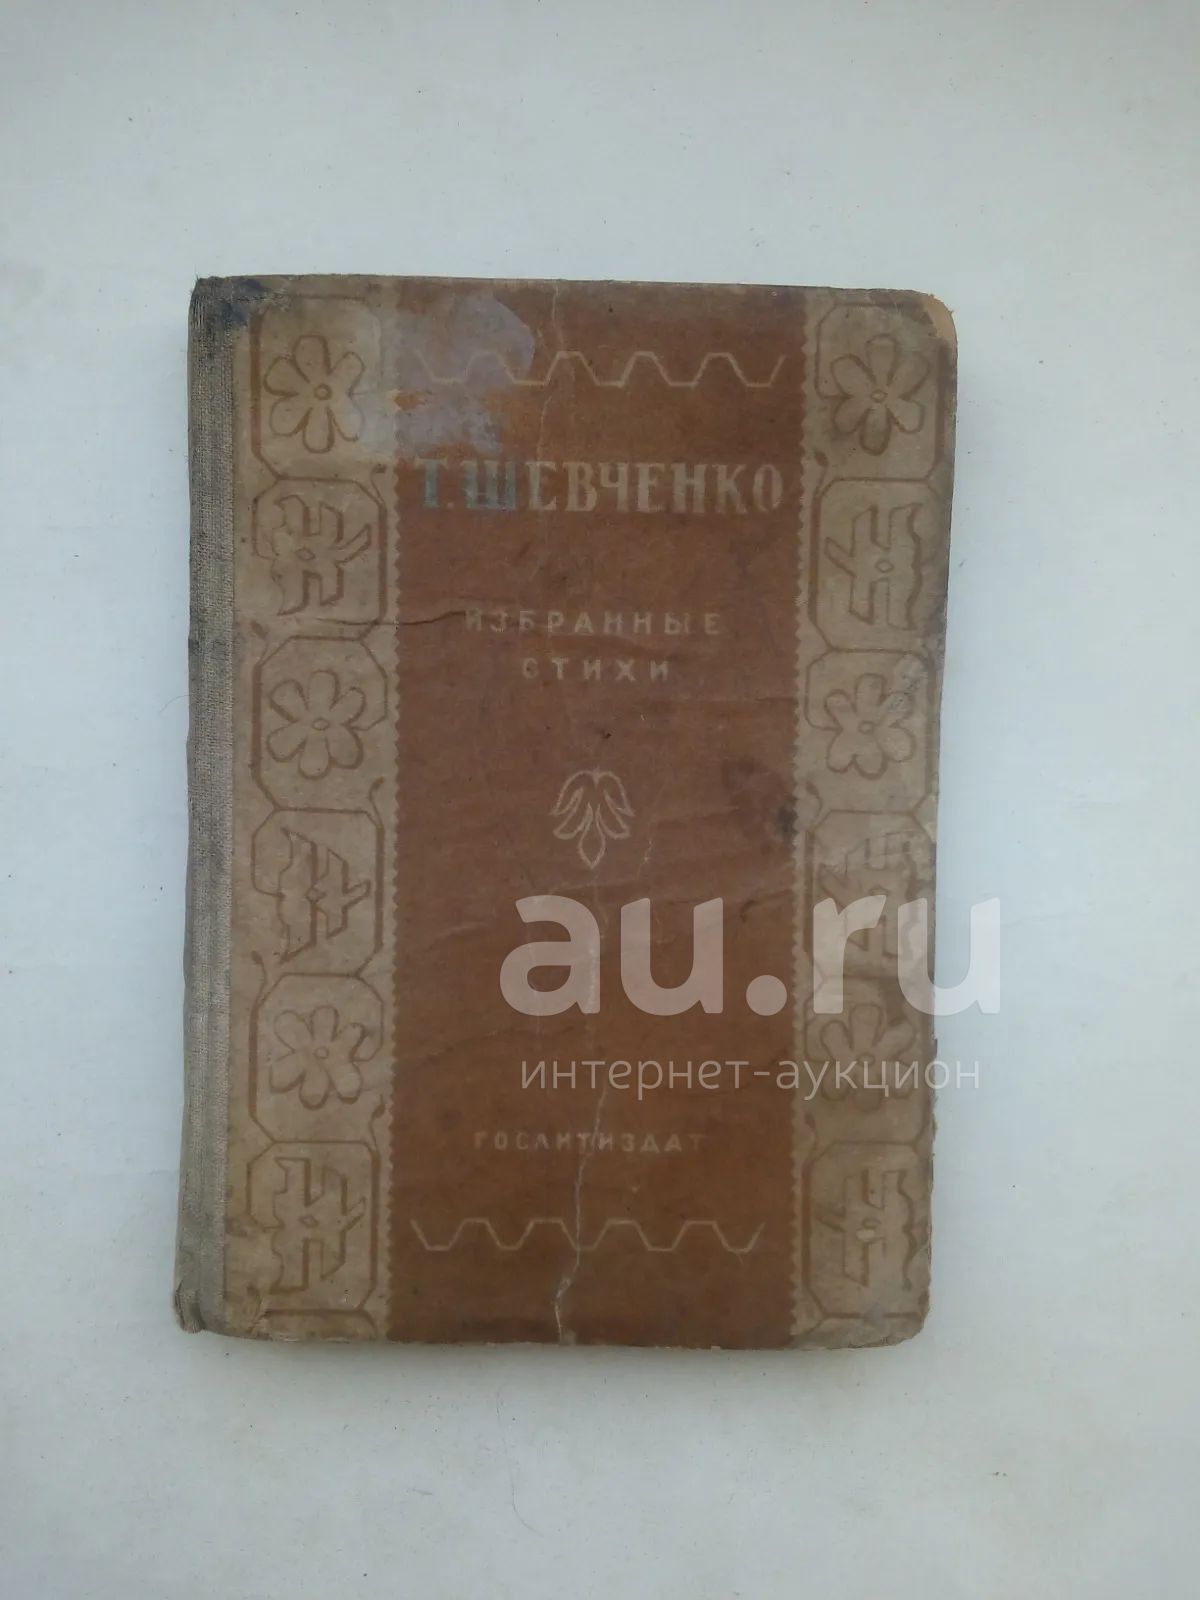 Т. ШЕВЧЕНКО
ИЗБРАННЫЕ
СТИХИ
au.ru
интернет-аукцион
ГОСЛИТИЗДАТ